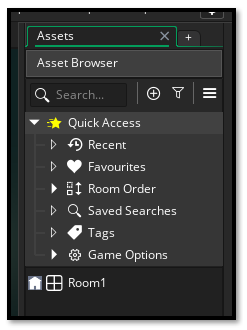 Assets
Asset Browser
Search...
Quick Access
Recent
Favourites
Room Order
Saved Searches
Tags
Game Options
Room1